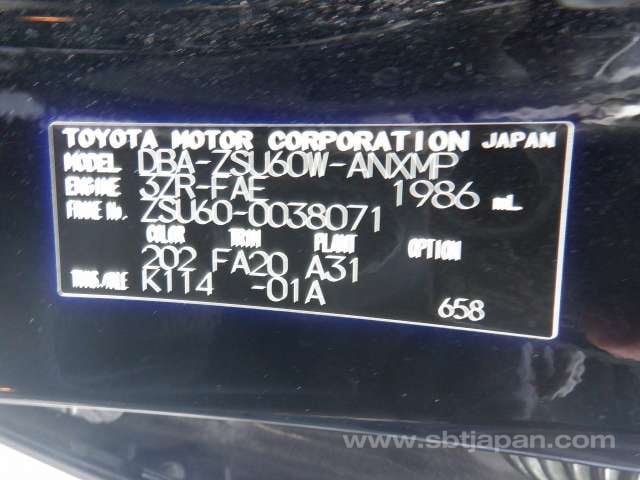 TOYOTA MOTOR CORPORATION JAPAN
MODEL DBA-ZSU60W-ANXMP
ENGINE 3ZR-FAE 1986 mL
FRAME No. ZSU60-0038071
COLOR TRIM PLANT OPTION
202 FA20 A31
TRANS./AXLE K114 -01A
658
www.sbtjapan.com